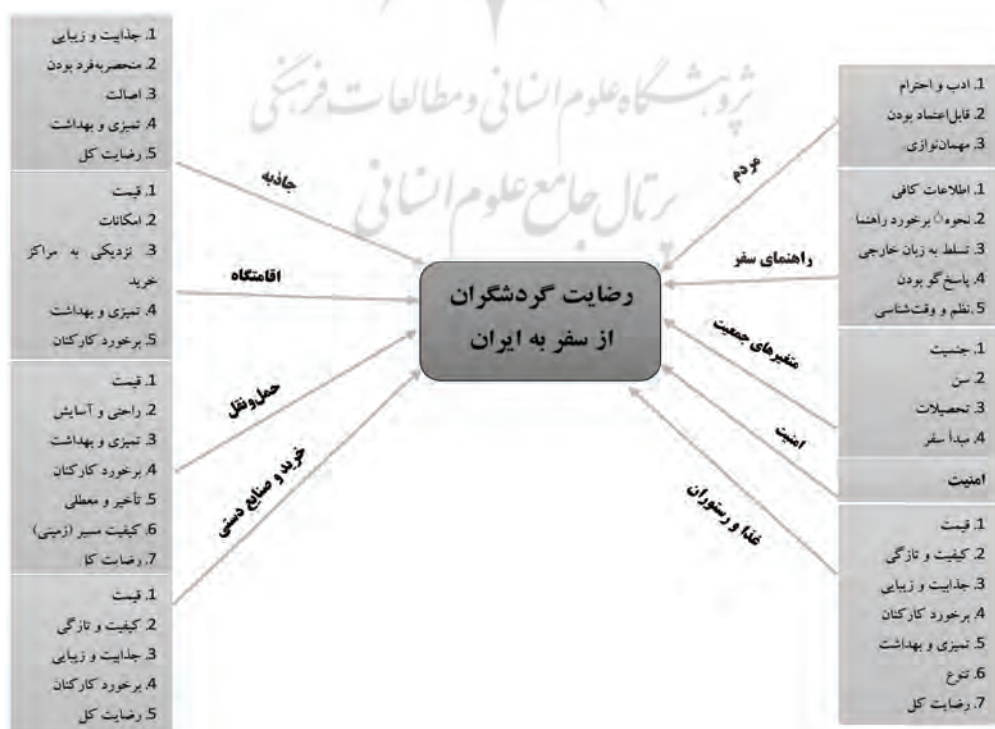 پژوهشگاه علوم انسانی و مطالعات فرهنگی
پرتال جامع علوم انسانی
رضایت گردشگران
از سفر به ایران
مردم
1. ادب و احترام
2. قابل‌اعتماد بودن
3. مهمان‌نوازی
راهنمای سفر
1. اطلاعات کافی
2. نحوهٔ برخورد راهنما
3. تسلط به زبان خارجی
4. پاسخ‌گو بودن
5. نظم و وقت‌شناسی
متغیرهای جمعیت
1. جنسیت
2. سن
3. تحصیلات
4. مبدأ سفر
امنیت
امنیت
غذا و رستوران
1. قیمت
2. کیفیت و تازگی
3. جذابیت و زیبایی
4. برخورد کارکنان
5. تمیزی و بهداشت
6. تنوع
7. رضایت کل
جاذبه
1. جذابیت و زیبایی
2. منحصربه‌فرد بودن
3. اصالت
4. تمیزی و بهداشت
5. رضایت کل
اقامتگاه
1. قیمت
2. امکانات
3. نزدیکی به مراکز
خرید
4. تمیزی و بهداشت
5. برخورد کارکنان
حمل‌ونقل
1. قیمت
2. راحتی و آسایش
3. تمیزی و بهداشت
4. برخورد کارکنان
5. تأخیر و معطلی
6. کیفیت مسیر (زمینی)
7. رضایت کل
خرید و صنایع دستی
1. قیمت
2. کیفیت و تازگی
3. جذابیت و زیبایی
4. برخورد کارکنان
5. رضایت کل